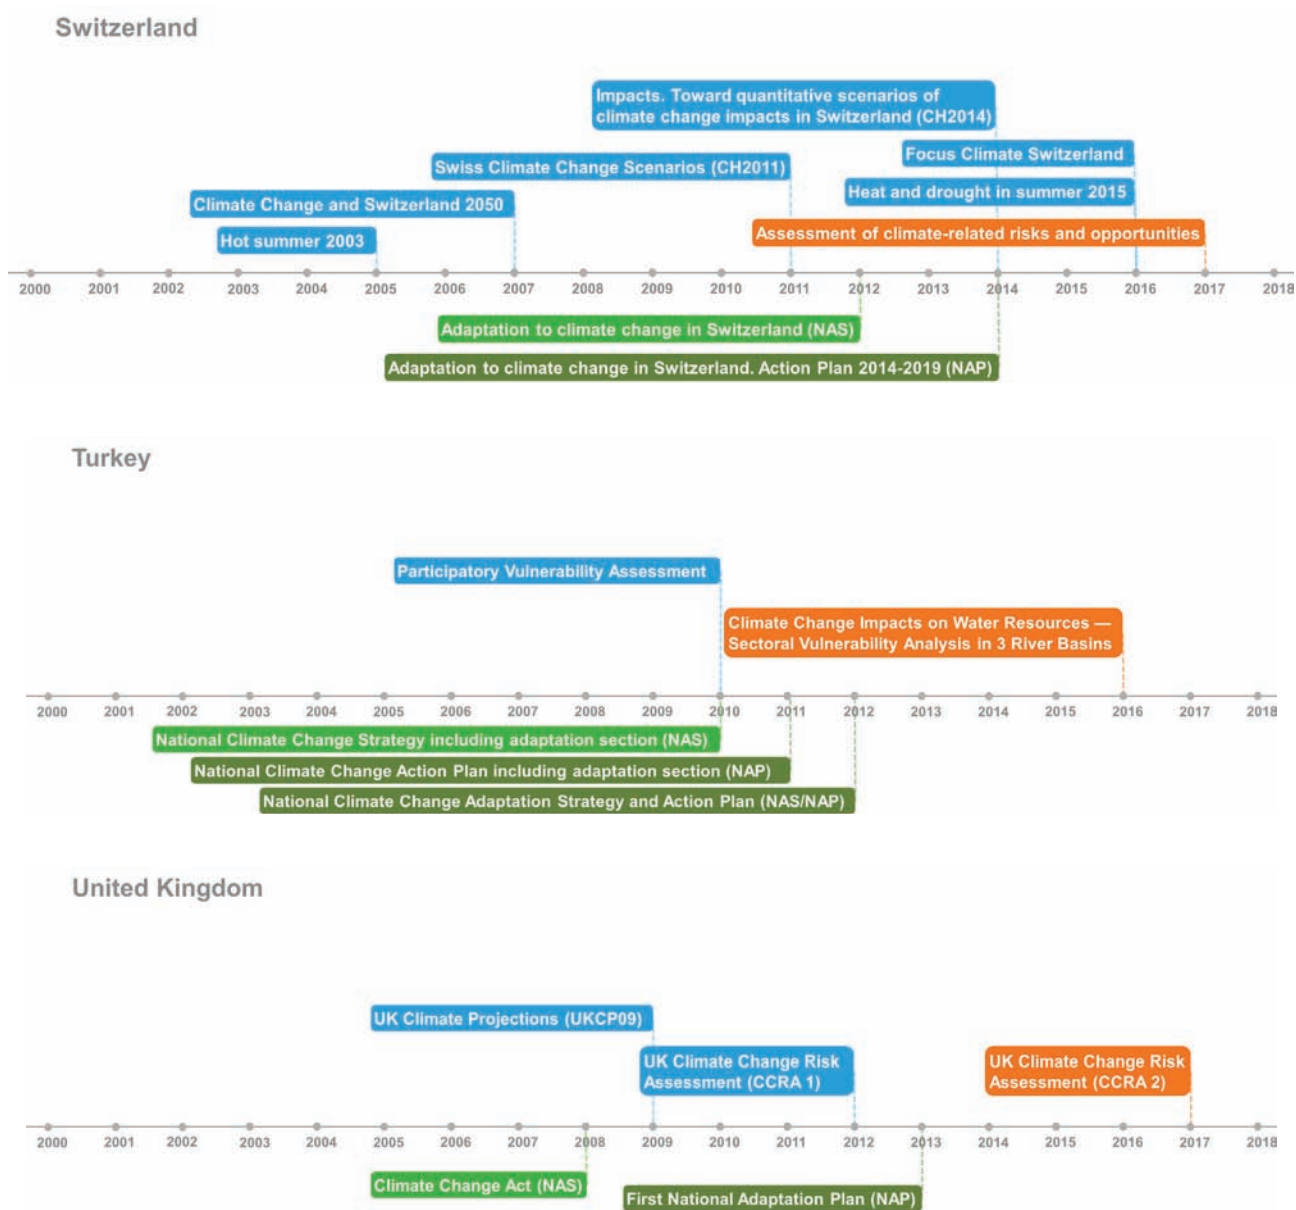 Switzerland
Impacts. Toward quantitative scenarios of
climate change impacts in Switzerland (CH2014)
Focus Climate Switzerland
Swiss Climate Change Scenarios (CH2011)
Heat and drought in summer 2015
Climate Change and Switzerland 2050
Assessment of climate-related risks and opportunities
Hot summer 2003
2000 2001 2002 2003 2004 2005 2006 2007 2008 2009 2010 2011 2012 2013 2014 2015 2016 2017 2018
Adaptation to climate change in Switzerland (NAS)
Adaptation to climate change in Switzerland. Action Plan 2014-2019 (NAP)
Turkey
Participatory Vulnerability Assessment
Climate Change Impacts on Water Resources —
Sectoral Vulnerability Analysis in 3 River Basins
2000 2001 2002 2003 2004 2005 2006 2007 2008 2009 2010 2011 2012 2013 2014 2015 2016 2017 2018
National Climate Change Strategy including adaptation section (NAS)
National Climate Change Action Plan including adaptation section (NAP)
National Climate Change Adaptation Strategy and Action Plan (NAS/NAP)
United Kingdom
UK Climate Projections (UKCP09)
UK Climate Change Risk
Assessment (CCRA 1)
UK Climate Change Risk
Assessment (CCRA 2)
2000 2001 2002 2003 2004 2005 2006 2007 2008 2009 2010 2011 2012 2013 2014 2015 2016 2017 2018
Climate Change Act (NAS)
First National Adaptation Plan (NAP)